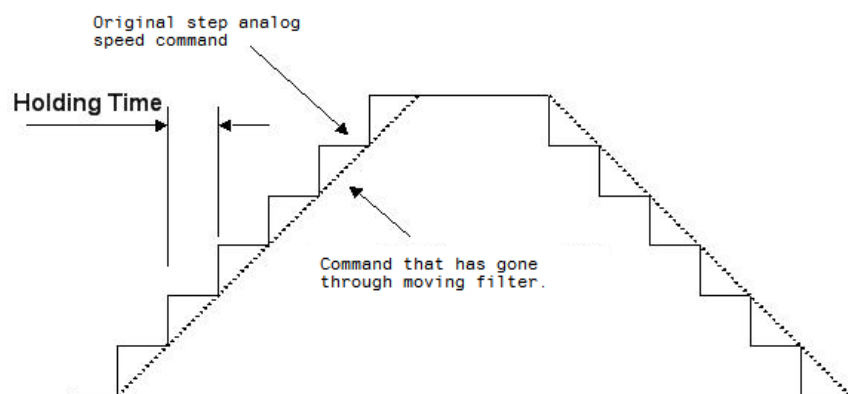 Original step analog
speed command
Holding Time
Command that has gone
through moving filter.